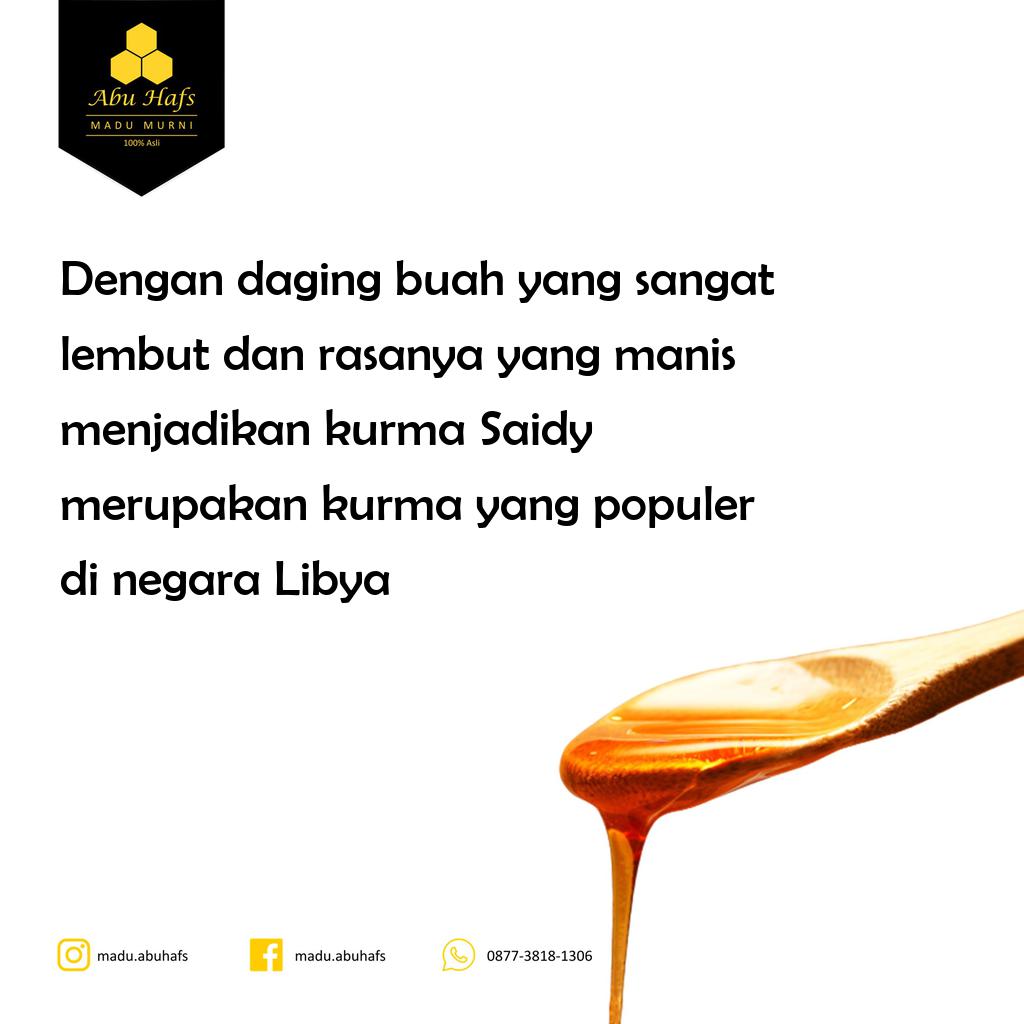 Abu Hafs
MADU MURNI
100% Asli
Dengan daging buah yang sangat
lembut dan rasanya yang manis
menjadikan kurma Saidy
merupakan kurma yang populer
di negara Libya
madu.abuhafs
madu.abuhafs
0877-3818-1306